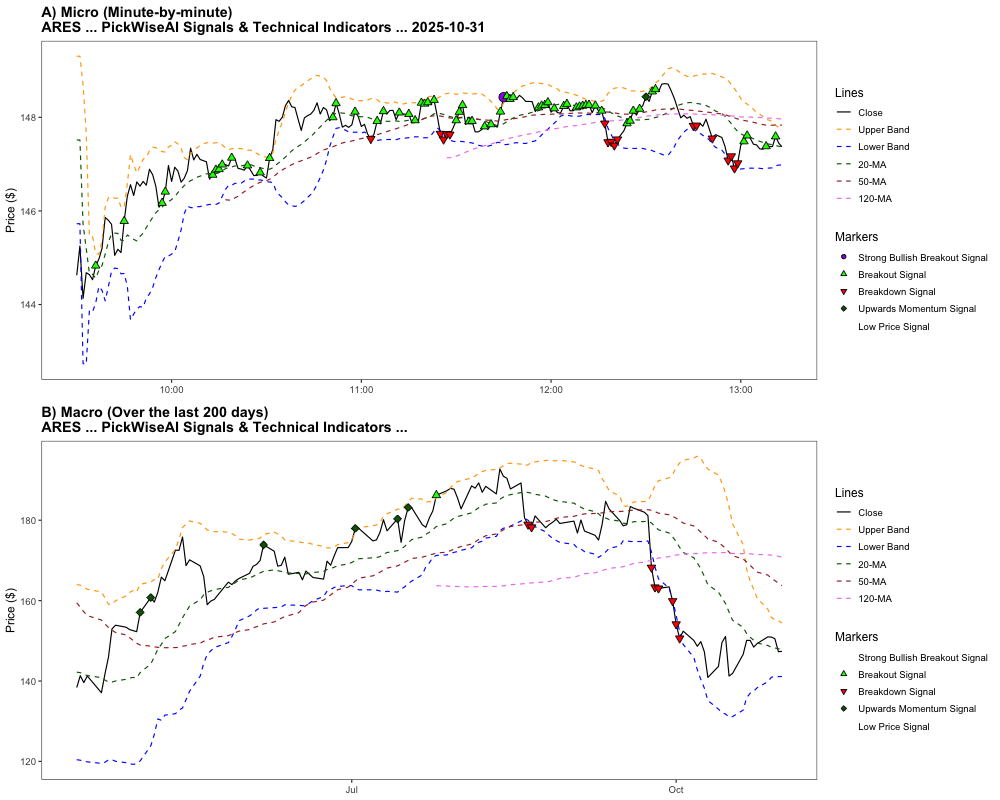 A) Micro (Minute-by-minute)
ARES ... PickWiseAI Signals & Technical Indicators ... 2025-10-31
Price ($)
148
146
144
10:00
11:00
12:00
13:00
Lines
Close
Upper Band
Lower Band
20-MA
50-MA
120-MA
Markers
Strong Bullish Breakout Signal
Breakout Signal
Breakdown Signal
Upwards Momentum Signal
Low Price Signal
B) Macro (Over the last 200 days)
ARES ... PickWiseAI Signals & Technical Indicators ...
Price ($)
180
160
140
120
Jul
Oct
Lines
Close
Upper Band
Lower Band
20-MA
50-MA
120-MA
Markers
Strong Bullish Breakout Signal
Breakout Signal
Breakdown Signal
Upwards Momentum Signal
Low Price Signal